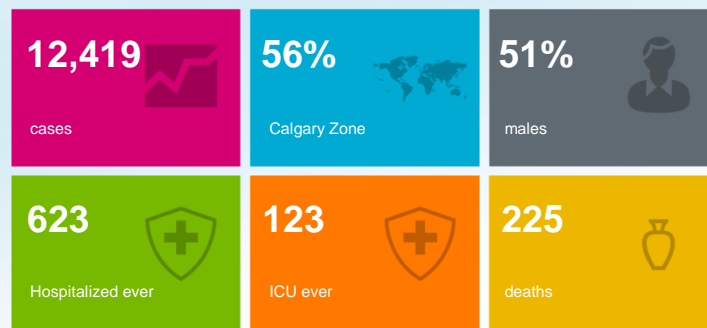 12,419
cases
56%
Calgary Zone
51%
males
623
Hospitalized ever
123
ICU ever
225
deaths